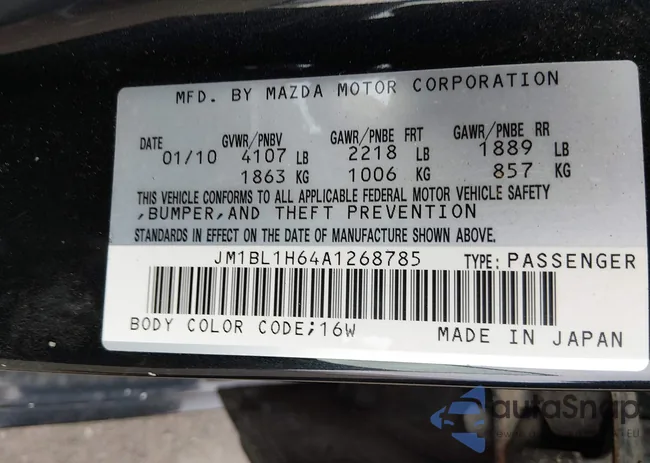 MFD. BY MAZDA MOTOR CORPORATION
DATE GVWR/PNBV GAWR/PNBE FRT GAWR/PNBE RR
01/10 4107 LB 2218 LB 1889 LB
1863 KG 1006 KG 857 KG
THIS VEHICLE CONFORMS TO ALL APPLICABLE FEDERAL MOTOR VEHICLE SAFETY
,BUMPER,AND THEFT PREVENTION
STANDARDS IN EFFECT ON THE DATE OF MANUFACTURE SHOWN ABOVE.
JM1BL1H64A1268785 TYPE:PASSENGER
BODY COLOR CODE;16W MADE IN JAPAN
autoSnap